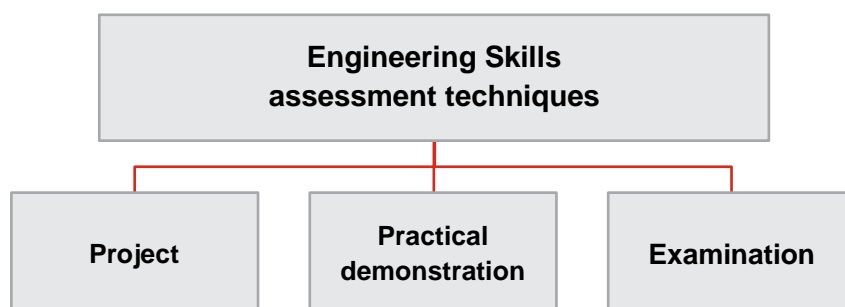 Engineering Skills
assessment techniques
Project
Practical
demonstration
Examination